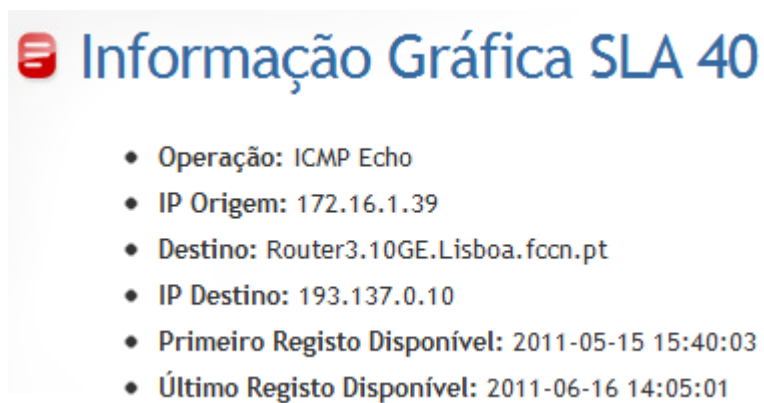 Informação Gráfica SLA 40
• Operação: ICMP Echo
• IP Origem: 172.16.1.39
• Destino: Router3.10GE.Lisboa.fccn.pt
• IP Destino: 193.137.0.10
• Primeiro Registo Disponível: 2011-05-15 15:40:03
• Último Registo Disponível: 2011-06-16 14:05:01